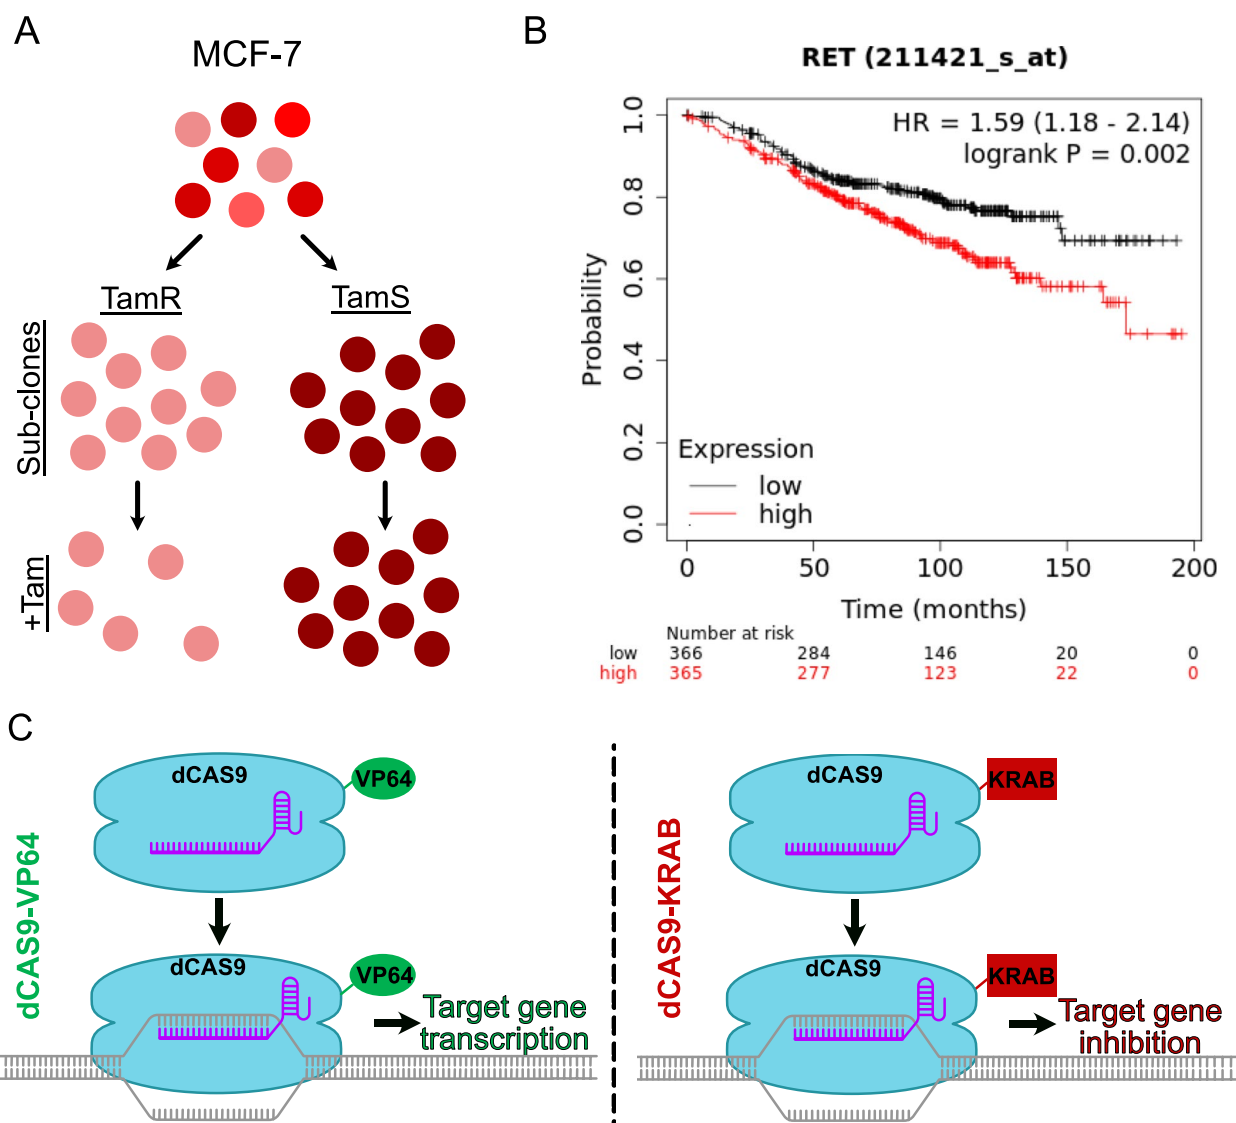 A
MCF-7
TamR
TamS
Sub-clones
+Tam
B
RET (211421_s_at)
HR = 1.59 (1.18 - 2.14)
logrank P = 0.002
Probability
1.0
0.8
0.6
0.4
0.2
0.0
Expression
low
high
0 50 100 150 200
Time (months)
Number at risk
low 366 284 146 20 0
high 365 277 123 22 0
C
dCAS9-VP64
dCAS9
VP64
dCAS9
VP64
Target gene
transcription
dCAS9-KRAB
dCAS9
KRAB
dCAS9
KRAB
Target gene
inhibition